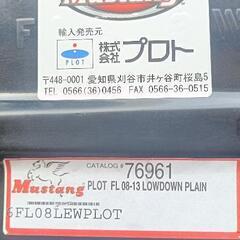 Mustang
輸入発売元
PLOT
株式会社プロト
〒448-0001 愛知県刈谷市井ヶ谷町桜島5
TEL 0566(36)0456 FAX 0566-36-0515
CATALOG # 76961
Mustang
PLOT FL 08-13 LOWDOWN PLAIN
6FL08LEWPLOT